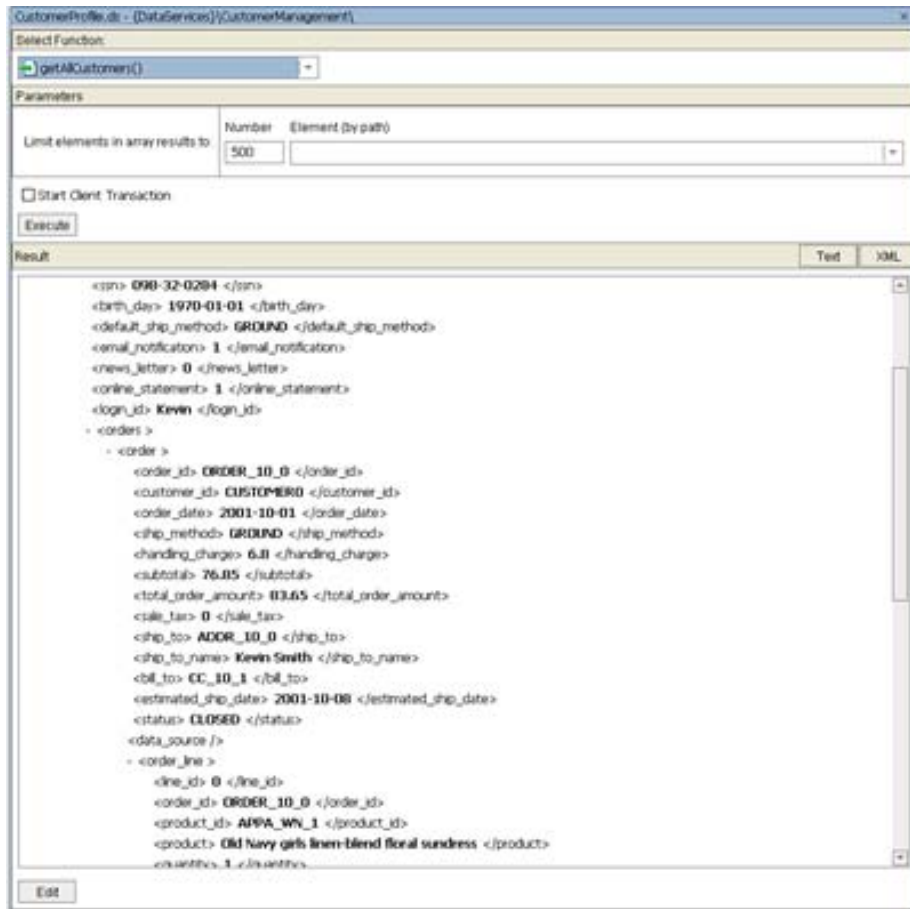 CustomerProfile.ds - {DataServices}\CustomerManagement\
Select Function:
getAllCustomers()
Parameters
Limit elements in array results to
Number Element (by path)
500
Start Client Transaction
Execute
Result Text XML
<ssn> 098-32-0284 </ssn>
<birth_day> 1970-01-01 </birth_day>
<default_ship_method> GROUND </default_ship_method>
<email_notification> 1 </email_notification>
<news_letter> 0 </news_letter>
<online_statement> 1 </online_statement>
<login_id> Kevin </login_id>
- <orders >
- <order >
<order_id> ORDER_10_0 </order_id>
<customer_id> CUSTOMER0 </customer_id>
<order_date> 2001-10-01 </order_date>
<ship_method> GROUND </ship_method>
<handling_charge> 6.8 </handling_charge>
<subtotal> 76.85 </subtotal>
<total_order_amount> 83.65 </total_order_amount>
<sale_tax> 0 </sale_tax>
<ship_to> ADDR_10_0 </ship_to>
<ship_to_name> Kevin Smith </ship_to_name>
<bill_to> CC_10_1 </bill_to>
<estimated_ship_date> 2001-10-08 </estimated_ship_date>
<status> CLOSED </status>
<data_source />
- <order_line >
<line_id> 0 </line_id>
<order_id> ORDER_10_0 </order_id>
<product_id> APPA_WN_1 </product_id>
<product> Old Navy girls linen-blend floral sundress </product>
<quantity> 1 </quantity>
Edit